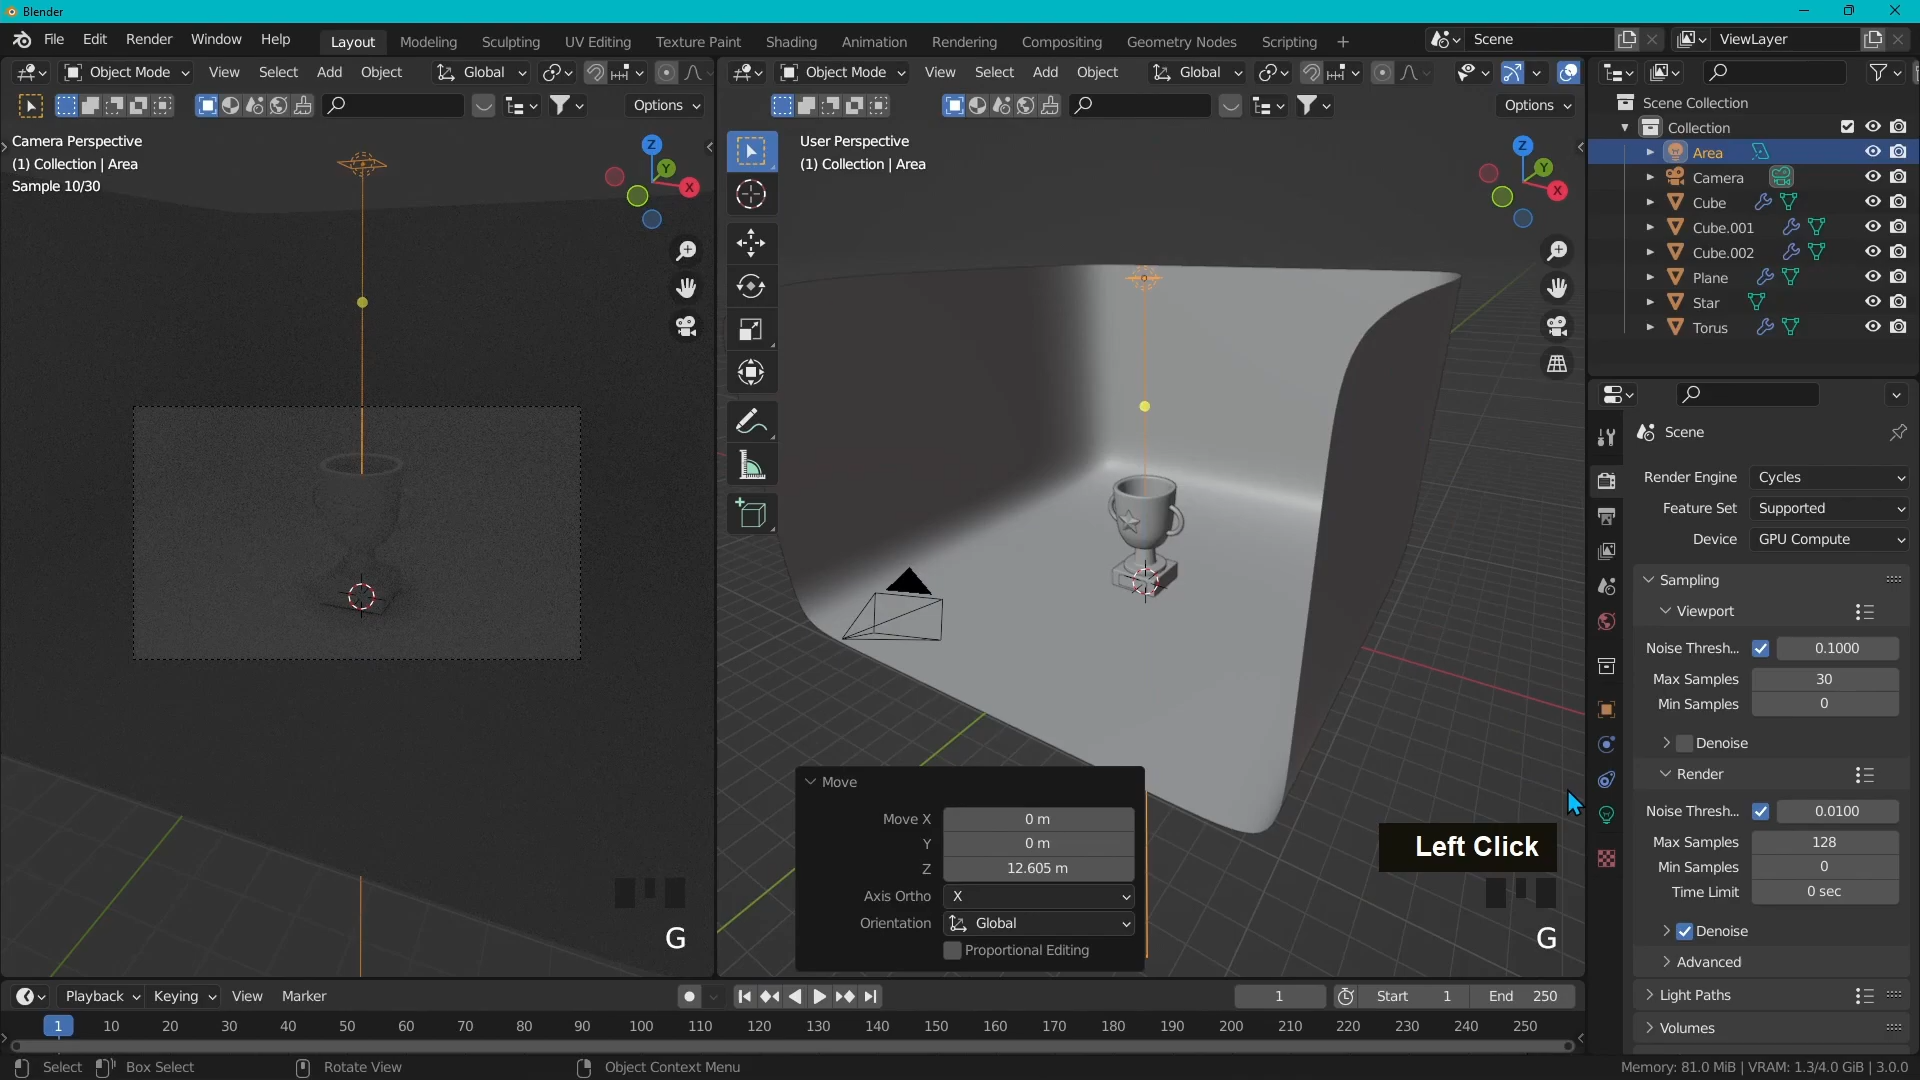 Blender
File Edit Render Window Help
Layout Modeling Sculpting UV Editing Texture Paint Shading Animation Rendering Compositing Geometry Nodes Scripting +
Scene
ViewLayer
Object Mode View Select Add Object Global
Object Mode View Select Add Object Global
Options
Options
Camera Perspective
(1) Collection | Area
Sample 10/30
Z
Y
X
User Perspective
(1) Collection | Area
Z
Y
X
Scene Collection
Collection
Area
Camera
Cube
Cube.001
Cube.002
Plane
Star
Torus
Scene
Render Engine Cycles
Feature Set Supported
Device GPU Compute
Sampling
Viewport
Noise Thresh... 0.1000
Max Samples 30
Min Samples 0
Denoise
Render
Noise Thresh... 0.0100
Max Samples 128
Min Samples 0
Time Limit 0 sec
Denoise
Advanced
Light Paths
Volumes
Move
Move X 0 m
Y 0 m
Z 12.605 m
Axis Ortho X
Orientation Global
Proportional Editing
Left Click
G
G
Playback Keying View Marker
1
Start 1
End 250
1 10 20 30 40 50 60 70 80 90 100 110 120 130 140 150 160 170 180 190 200 210 220 230 240 250
Select Box Select Rotate View Object Context Menu
Memory: 81.0 MiB | VRAM: 1.3/4.0 GiB | 3.0.0